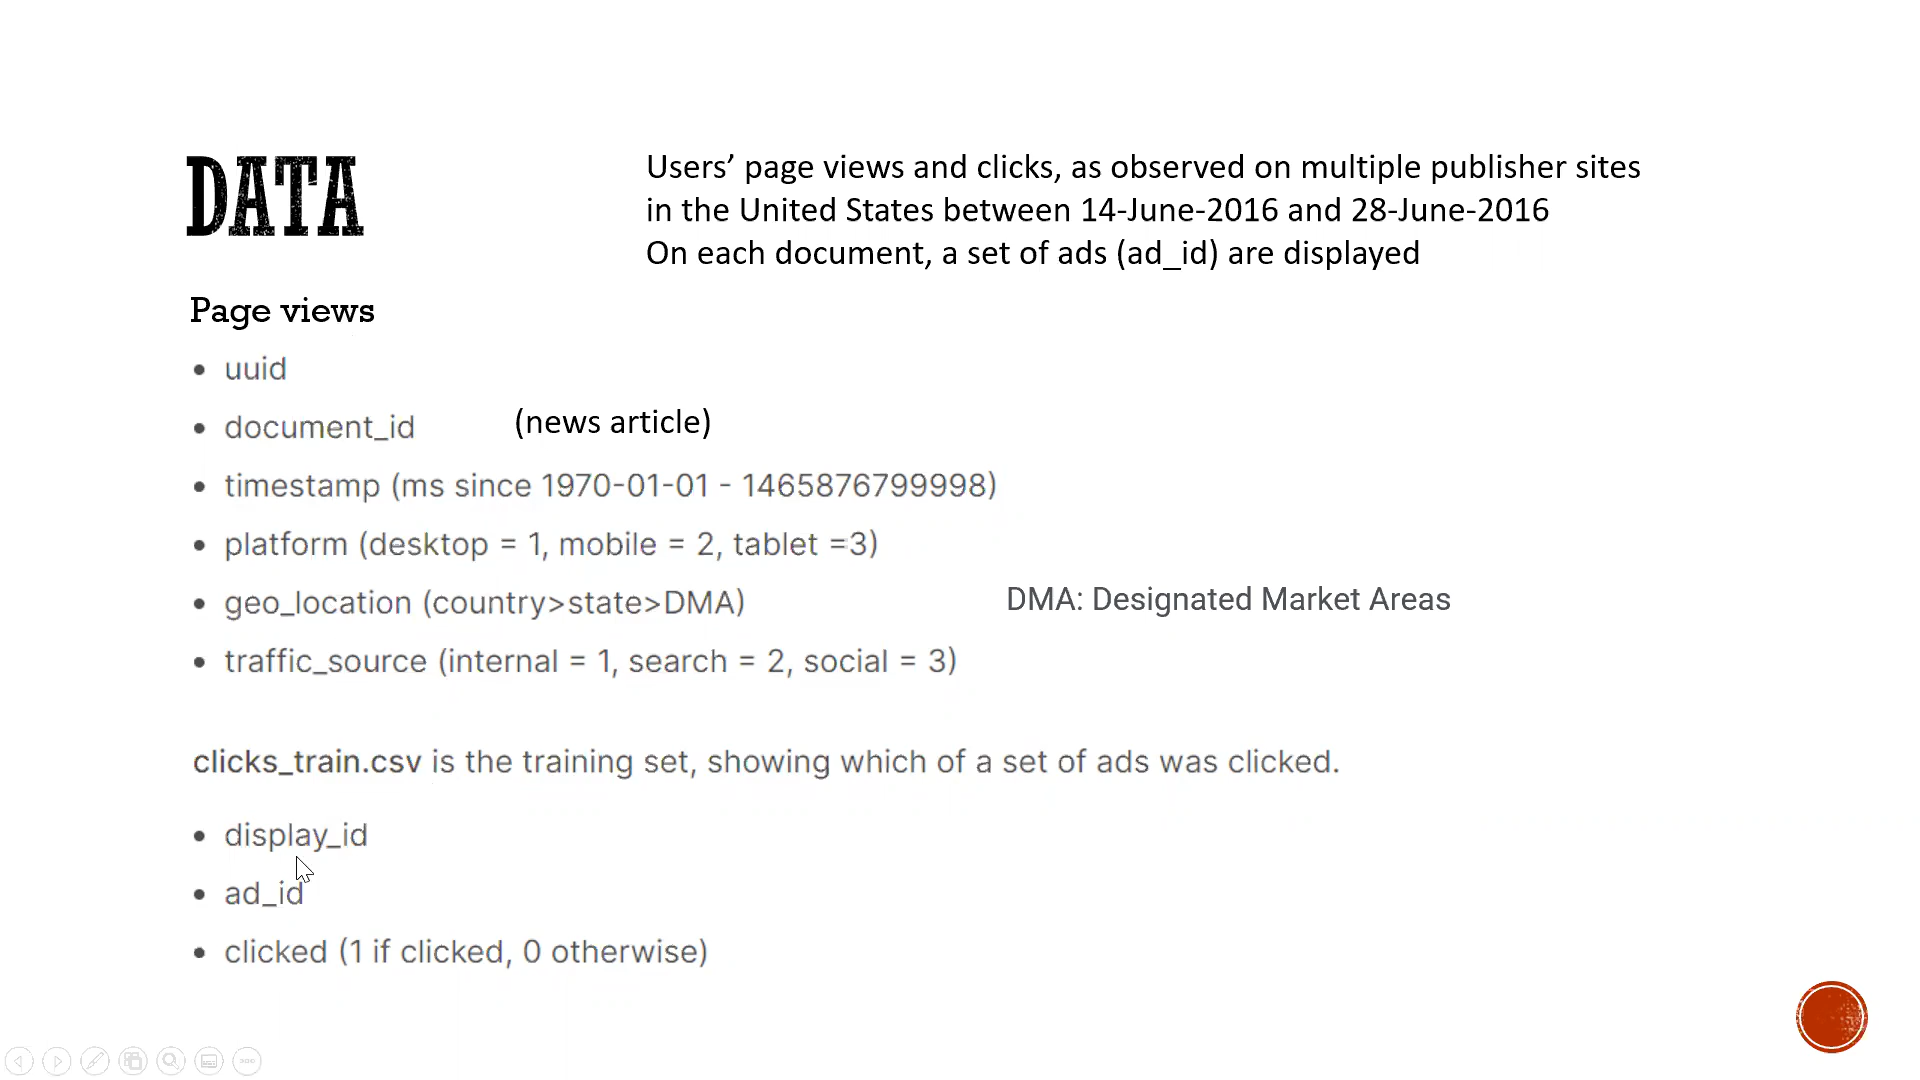 DATA
Users’ page views and clicks, as observed on multiple publisher sites
in the United States between 14-June-2016 and 28-June-2016
On each document, a set of ads (ad_id) are displayed
Page views
• uuid
• document_id (news article)
• timestamp (ms since 1970-01-01 - 1465876799998)
• platform (desktop = 1, mobile = 2, tablet =3)
• geo_location (country>state>DMA) DMA: Designated Market Areas
• traffic_source (internal = 1, search = 2, social = 3)
clicks_train.csv is the training set, showing which of a set of ads was clicked.
• display_id
• ad_id
• clicked (1 if clicked, 0 otherwise)